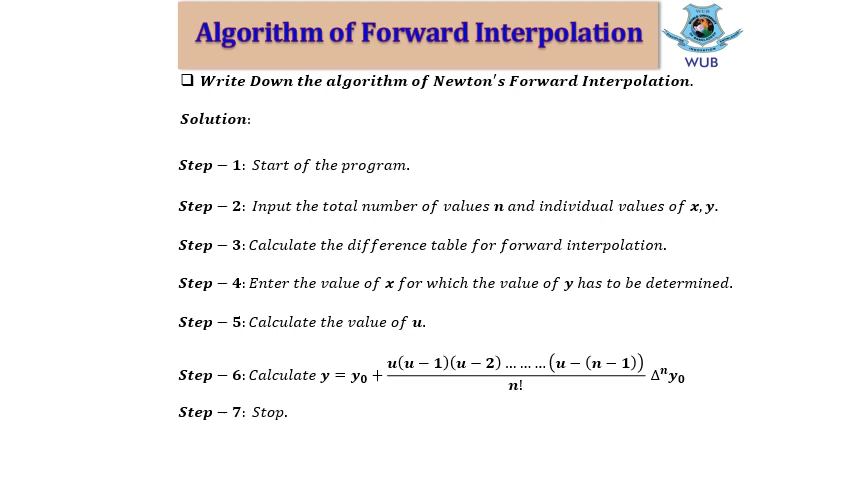 Algorithm of Forward Interpolation
WUB
❑ Write Down the algorithm of Newton's Forward Interpolation.
Solution:
Step − 1: Start of the program.
Step − 2: Input the total number of values n and individual values of x, y.
Step − 3: Calculate the difference table for forward interpolation.
Step − 4: Enter the value of x for which the value of y has to be determined.
Step − 5: Calculate the value of u.
Step − 6: Calculate y = y₀ + u(u − 1)(u − 2) ... ... ... (u − (n − 1)) / n! Δⁿy₀
Step − 7: Stop.